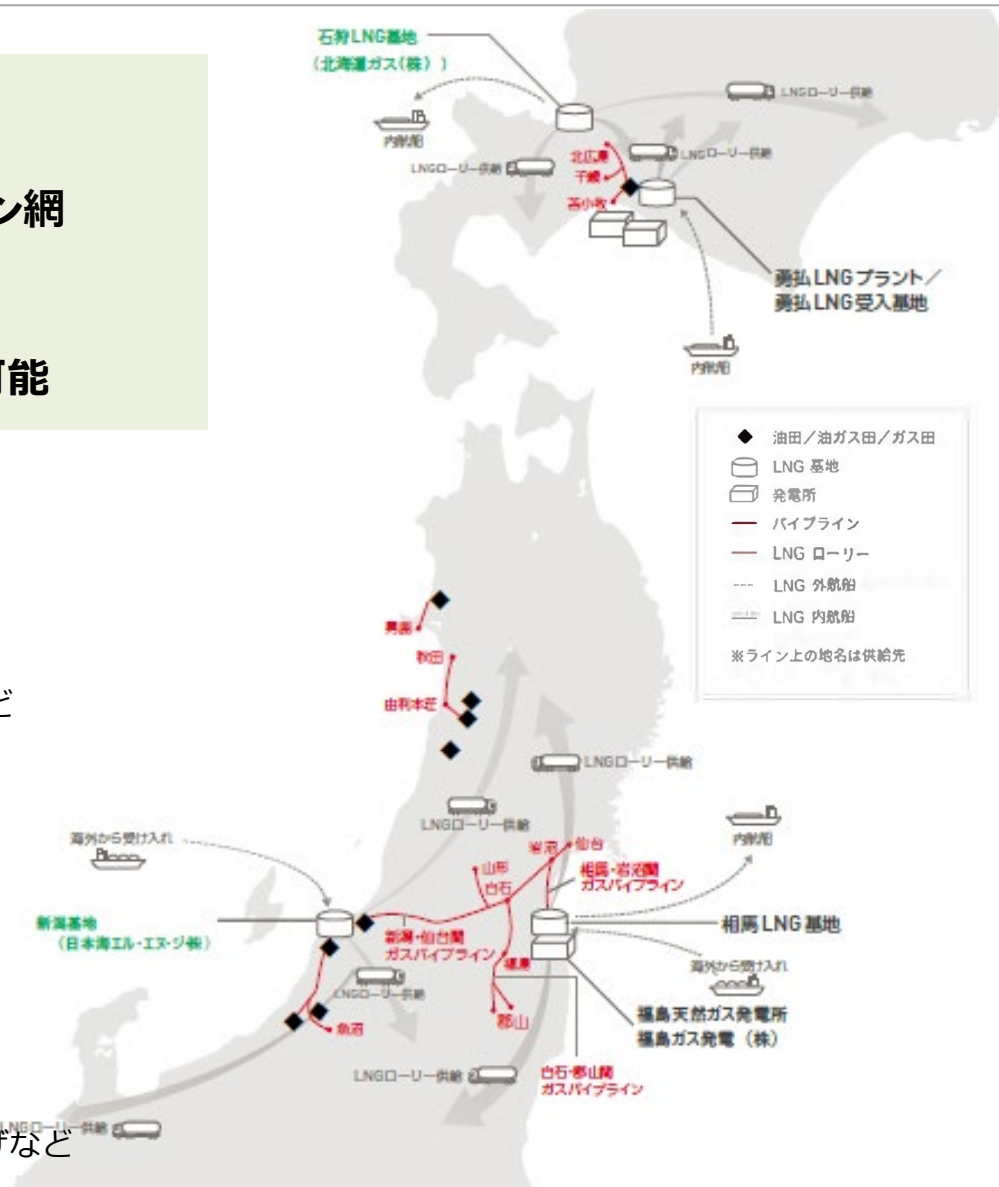 石狩LNG基地
(北海道ガス(株))
LNGローリー供給
内航船
北広島
LNGローリー供給
LNGローリー供給
千歳
苫小牧
ン網
勇払LNGプラント／
勇払LNG受入基地
可能
内航船
油田／油ガス田／ガス田
LNG 基地
発電所
パイプライン
LNG ローリー
LNG 外航船
LNG 内航船
※ライン上の地名は供給先
男鹿
秋田
ど
由利本荘
LNGローリー供給
LNGローリー供給
海外から受け入れ
内航船
岩沼
仙台
山形
相馬・岩沼間
ガスパイプライン
白石
新潟基地
(日本海エル・エヌ・ジ㈱)
相馬LNG基地
新潟・仙台間
ガスパイプライン
福島
海外から受け入れ
LNGローリー供給
郡山
福島天然ガス発電所
福島ガス発電（株）
魚沼
LNGローリー供給
白石・郡山間
ガスパイプライン
LNGローリー供給
ずなど